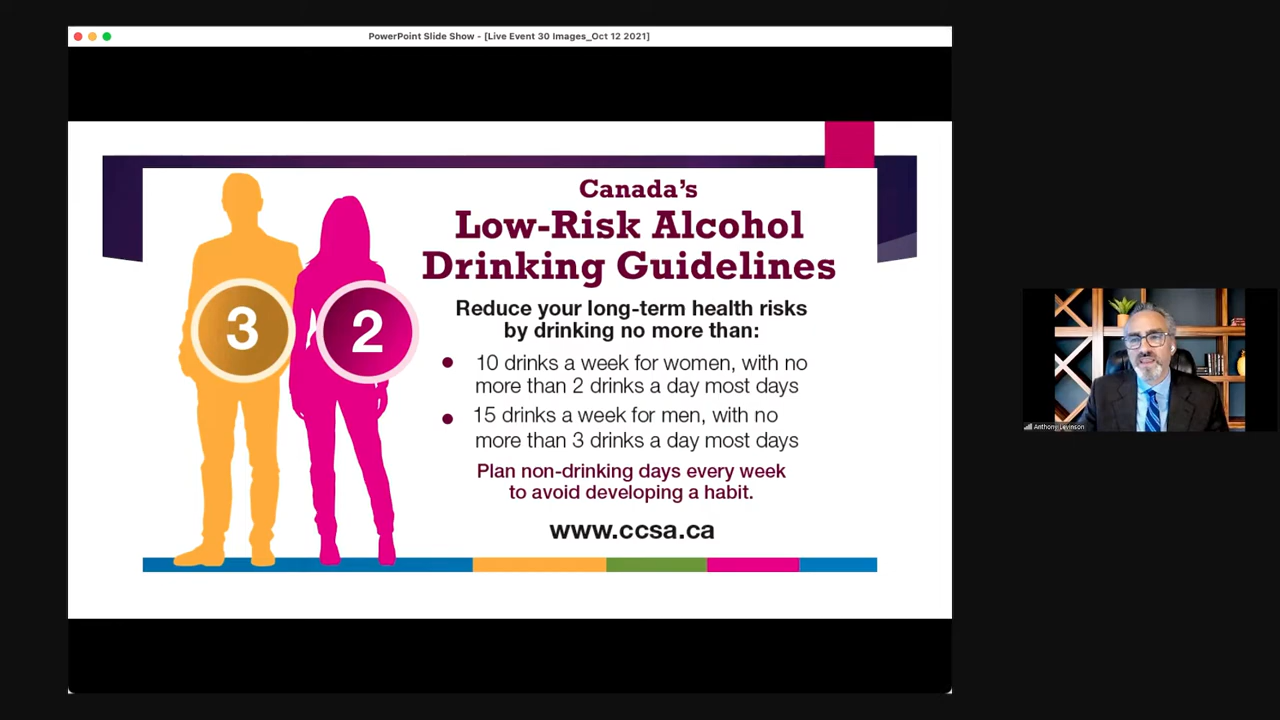 PowerPoint Slide Show - [Live Event 30 Images_Oct 12 2021]
Canada's
Low-Risk Alcohol
Drinking Guidelines
Reduce your long-term health risks
by drinking no more than:
10 drinks a week for women, with no
more than 2 drinks a day most days
15 drinks a week for men, with no
more than 3 drinks a day most days
Plan non-drinking days every week
to avoid developing a habit.
www.ccsa.ca
3
2
Anthony Levinson